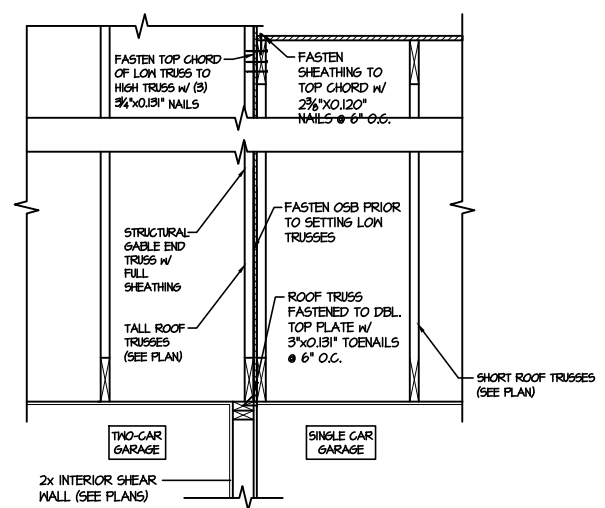 FASTEN TOP CHORD
OF LOW TRUSS TO
HIGH TRUSS W/ (3)
3¼"x0.131" NAILS
FASTEN
SHEATHING TO
TOP CHORD W/
2⅜"X0.120"
NAILS @ 6" O.C.
STRUCTURAL
GABLE END
TRUSS W/
FULL
SHEATHING
TALL ROOF
TRUSSES
(SEE PLAN)
FASTEN OSB PRIOR
TO SETTING LOW
TRUSSES
ROOF TRUSS
FASTENED TO DBL.
TOP PLATE W/
3"x0.131" TOENAILS
@ 6" O.C.
SHORT ROOF TRUSSES
(SEE PLAN)
TWO-CAR
GARAGE
SINGLE CAR
GARAGE
2x INTERIOR SHEAR
WALL (SEE PLANS)